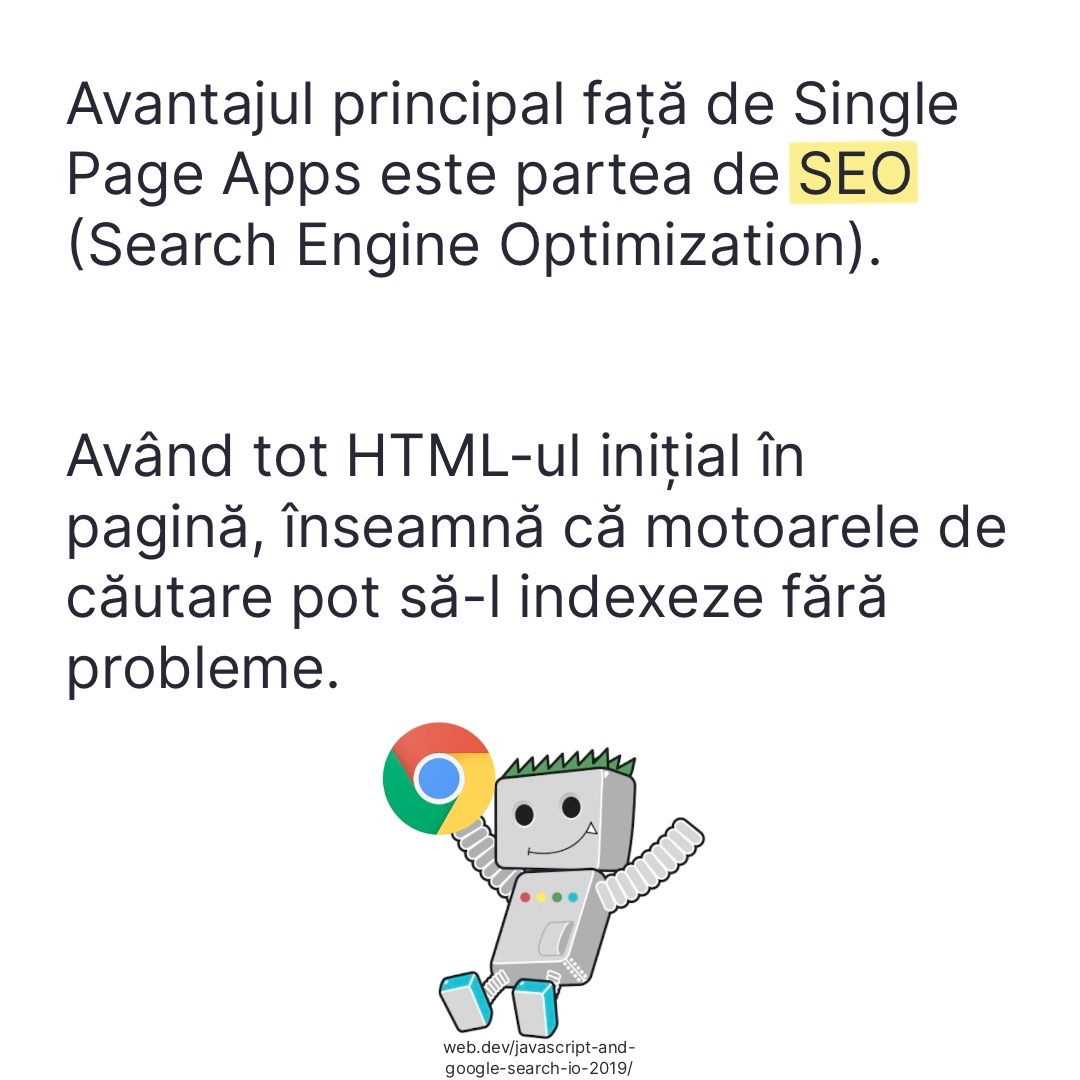 Avantajul principal față de Single
Page Apps este partea de SEO
(Search Engine Optimization).
Având tot HTML-ul inițial în
pagină, înseamnă că motoarele de
căutare pot să-l indexeze fără
probleme.
web.dev/javascript-and-
google-search-io-2019/